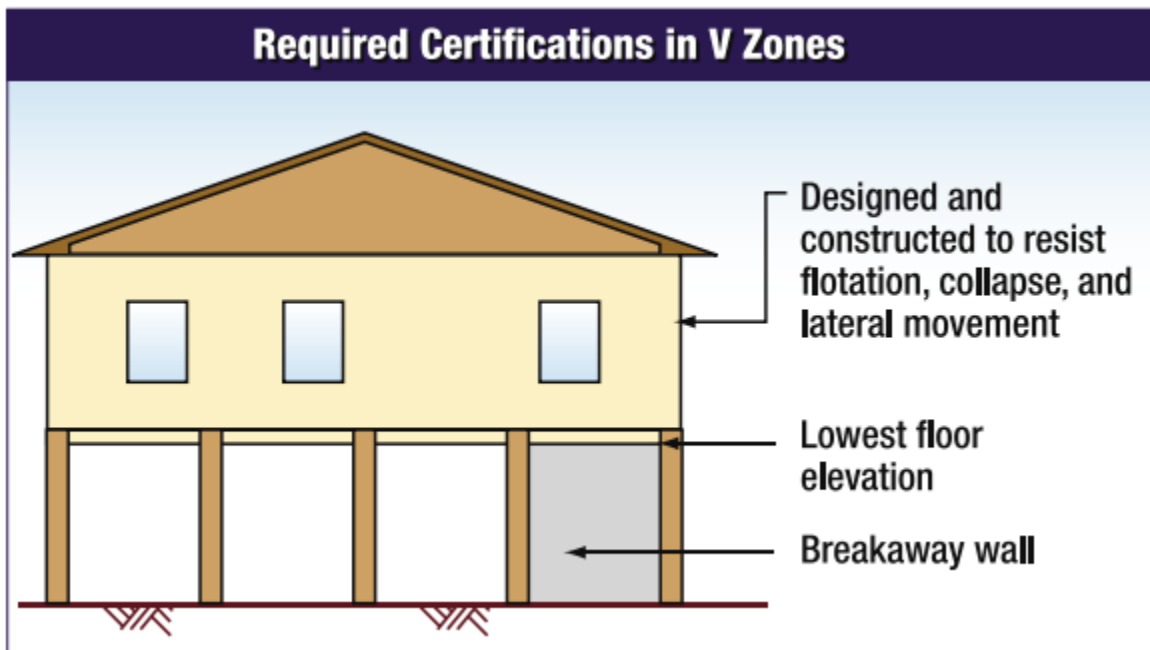 Required Certifications in V Zones
Designed and
constructed to resist
flotation, collapse, and
lateral movement
Lowest floor
elevation
Breakaway wall